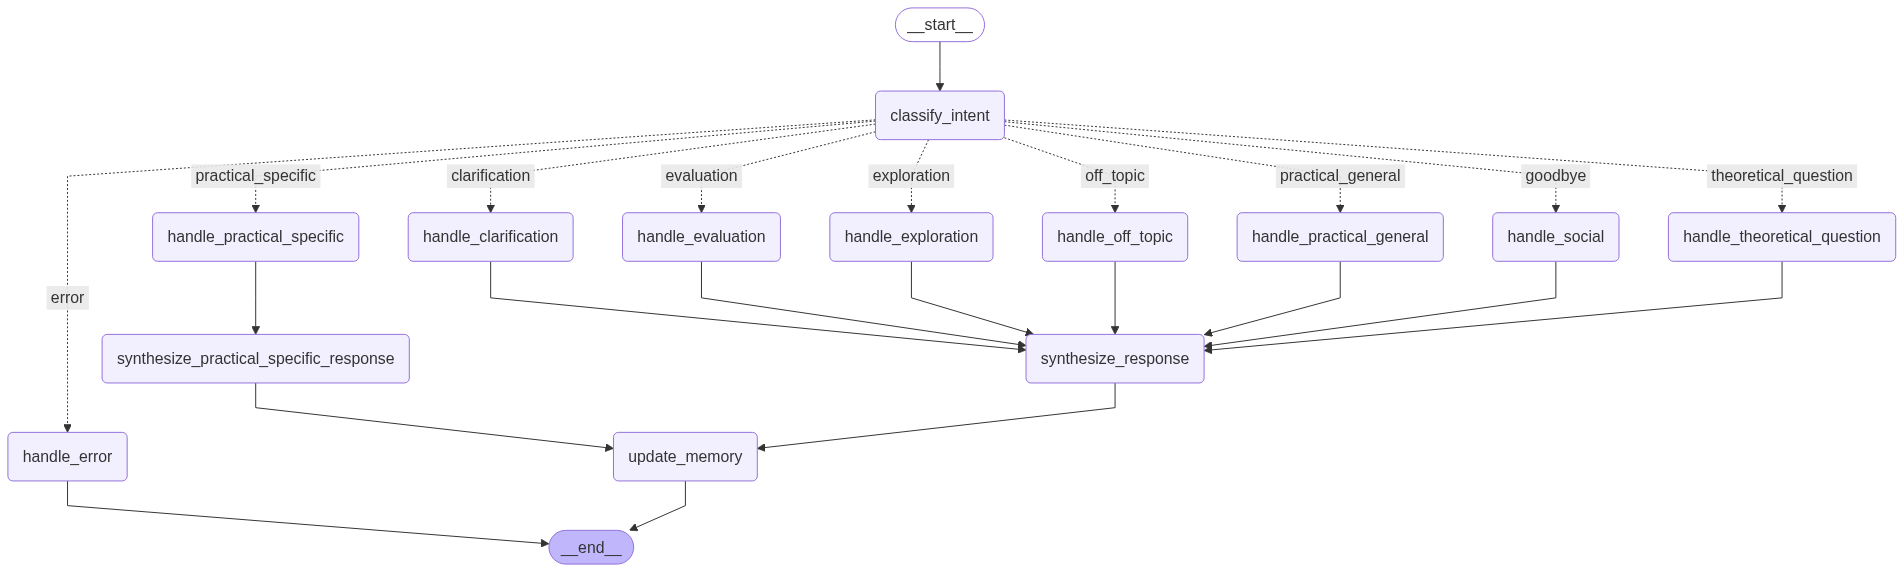 __start__
classify_intent
practical_specific
clarification
evaluation
exploration
off_topic
practical_general
goodbye
theoretical_question
handle_practical_specific
handle_clarification
handle_evaluation
handle_exploration
handle_off_topic
handle_practical_general
handle_social
handle_theoretical_question
error
synthesize_practical_specific_response
synthesize_response
handle_error
update_memory
__end__